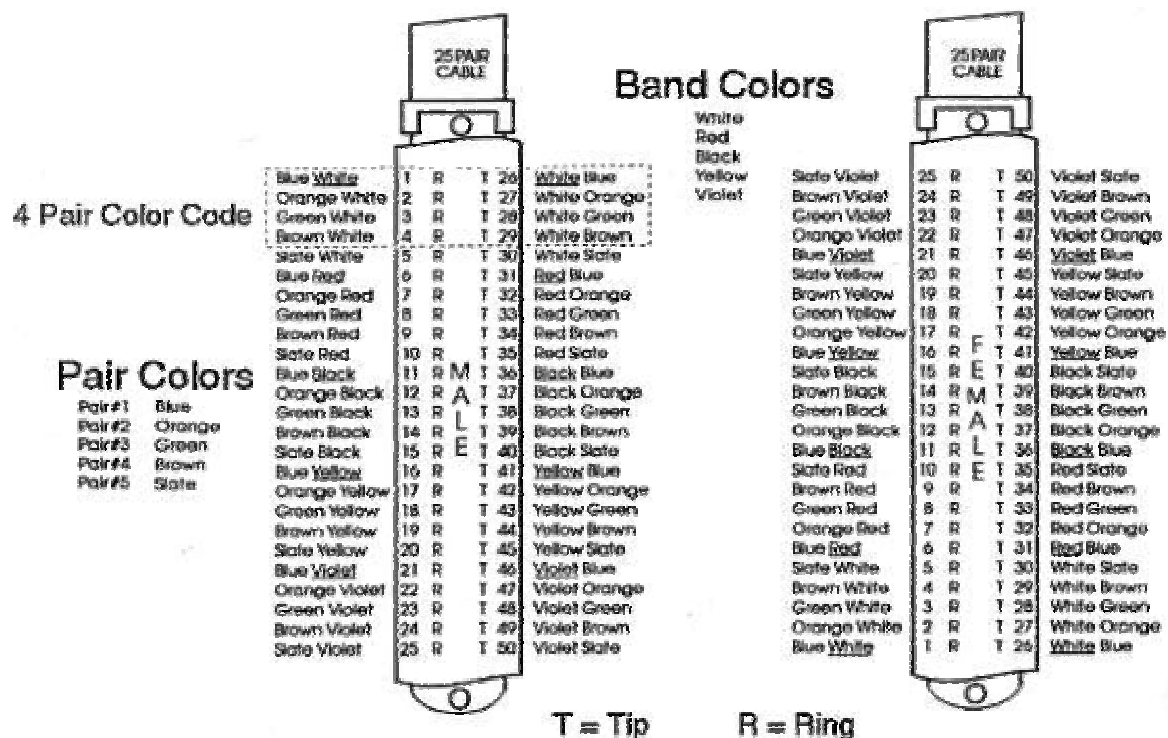 25 PAIR
CABLE
Band Colors
White
Red
Black
Yellow
Violet
25 PAIR
CABLE
4 Pair Color Code
Pair Colors
Pair#1 Blue
Pair#2 Orange
Pair#3 Green
Pair#4 Brown
Pair#5 Slate
Blue White 1 R T 26 White Blue
Orange White 2 R T 27 White Orange
Green White 3 R T 28 White Green
Brown White 4 R T 29 White Brown
Slate White 5 R T 30 White Slate
Blue Red 6 R T 31 Red Blue
Orange Red 7 R T 32 Red Orange
Green Red 8 R T 33 Red Green
Brown Red 9 R T 34 Red Brown
Slate Red 10 R T 35 Red Slate
Blue Black 11 R T 36 Black Blue
Orange Black 12 R T 37 Black Orange
Green Black 13 R T 38 Black Green
Brown Black 14 R T 39 Black Brown
Slate Black 15 R T 40 Black Slate
Blue Yellow 16 R T 41 Yellow Blue
Orange Yellow 17 R T 42 Yellow Orange
Green Yellow 18 R T 43 Yellow Green
Brown Yellow 19 R T 44 Yellow Brown
Slate Yellow 20 R T 45 Yellow Slate
Blue Violet 21 R T 46 Violet Blue
Orange Violet 22 R T 47 Violet Orange
Green Violet 23 R T 48 Violet Green
Brown Violet 24 R T 49 Violet Brown
Slate Violet 25 R T 50 Violet Slate
MALE
Slate Violet 25 R T 50 Violet Slate
Brown Violet 24 R T 49 Violet Brown
Green Violet 23 R T 48 Violet Green
Orange Violet 22 R T 47 Violet Orange
Blue Violet 21 R T 46 Violet Blue
Slate Yellow 20 R T 45 Yellow Slate
Brown Yellow 19 R T 44 Yellow Brown
Green Yellow 18 R T 43 Yellow Green
Orange Yellow 17 R T 42 Yellow Orange
Blue Yellow 16 R T 41 Yellow Blue
Slate Black 15 R T 40 Black Slate
Brown Black 14 R T 39 Black Brown
Green Black 13 R T 38 Black Green
Orange Black 12 R T 37 Black Orange
Blue Black 11 R T 36 Black Blue
Slate Red 10 R T 35 Red Slate
Brown Red 9 R T 34 Red Brown
Green Red 8 R T 33 Red Green
Orange Red 7 R T 32 Red Orange
Blue Red 6 R T 31 Red Blue
Slate White 5 R T 30 White Slate
Brown White 4 R T 29 White Brown
Green White 3 R T 28 White Green
Orange White 2 R T 27 White Orange
Blue White 1 R T 26 White Blue
FEMALE
T = Tip R = Ring